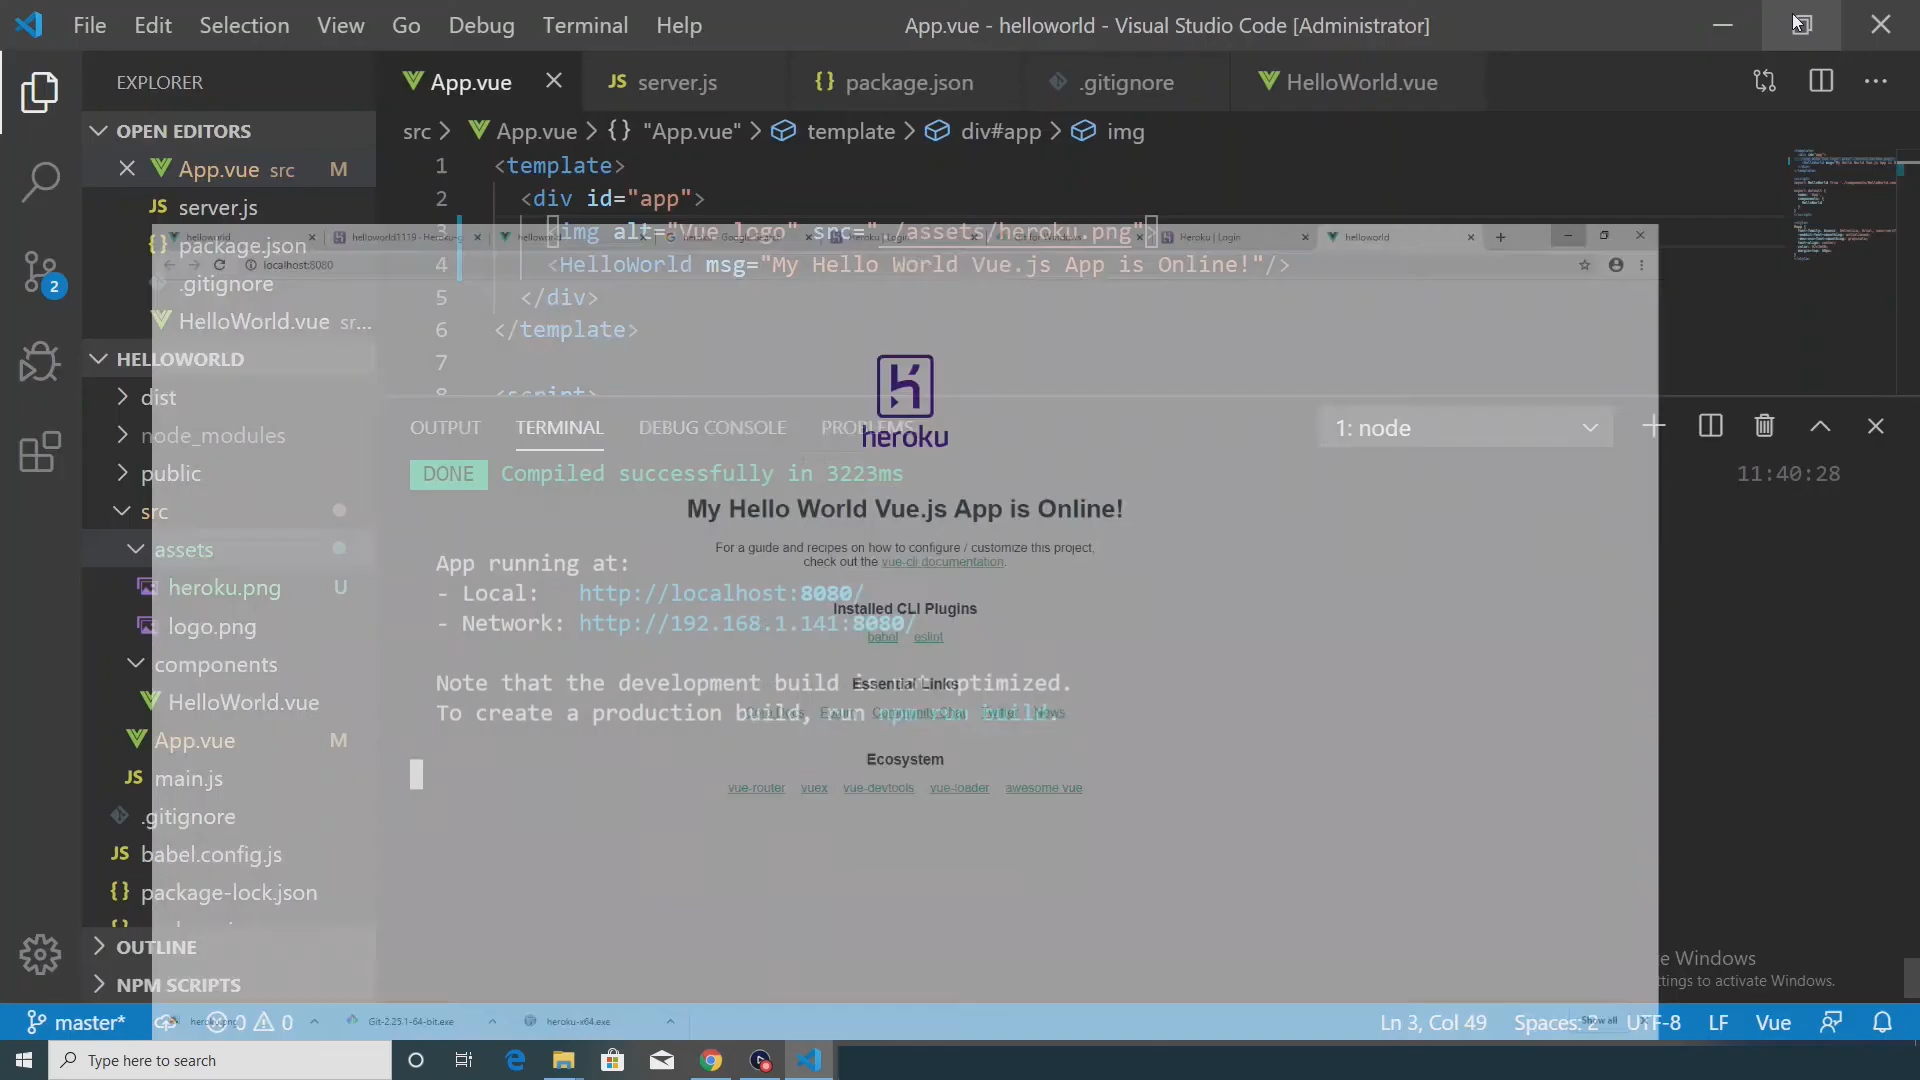 File Edit Selection View Go Debug Terminal Help
App.vue - helloworld - Visual Studio Code [Administrator]
EXPLORER
OPEN EDITORS
App.vue src M
server.js
package.json
.gitignore
HelloWorld.vue sr...
HELLOWORLD
dist
node_modules
public
src
assets
heroku.png U
logo.png
components
HelloWorld.vue
App.vue M
main.js
.gitignore
babel.config.js
package-lock.json
OUTLINE
NPM SCRIPTS
App.vue server.js package.json .gitignore HelloWorld.vue
src > App.vue > {} "App.vue" > template > div#app > img
1 <template>
2 <div id="app">
3 <img alt="Vue logo" src="./assets/heroku.png">
4 <HelloWorld msg="My Hello World Vue.js App is Online!"/>
5 </div>
6 </template>
7
8 <script>
helloworld
helloworld1119 - Heroku
Heroku | Login
helloworld
localhost:8080
heroku
My Hello World Vue.js App is Online!
For a guide and recipes on how to configure / customize this project,
check out the vue-cli documentation.
Installed CLI Plugins
babel eslint
Essential Links
Ecosystem
vue-router vuex vue-devtools vue-loader awesome vue
OUTPUT TERMINAL DEBUG CONSOLE PROBLEMS
1: node
DONE Compiled successfully in 3223ms
11:40:28
App running at:
- Local: http://localhost:8080/
- Network: http://192.168.1.141:8080/
Note that the development build is not optimized.
To create a production build, run npm run build.
e Windows
ttings to activate Windows.
heroku.png Git-2.25.1-64-bit.exe heroku-x64.exe Show all
master* 0 0
Ln 3, Col 49 Spaces: 2 UTF-8 LF Vue
2
Type here to search